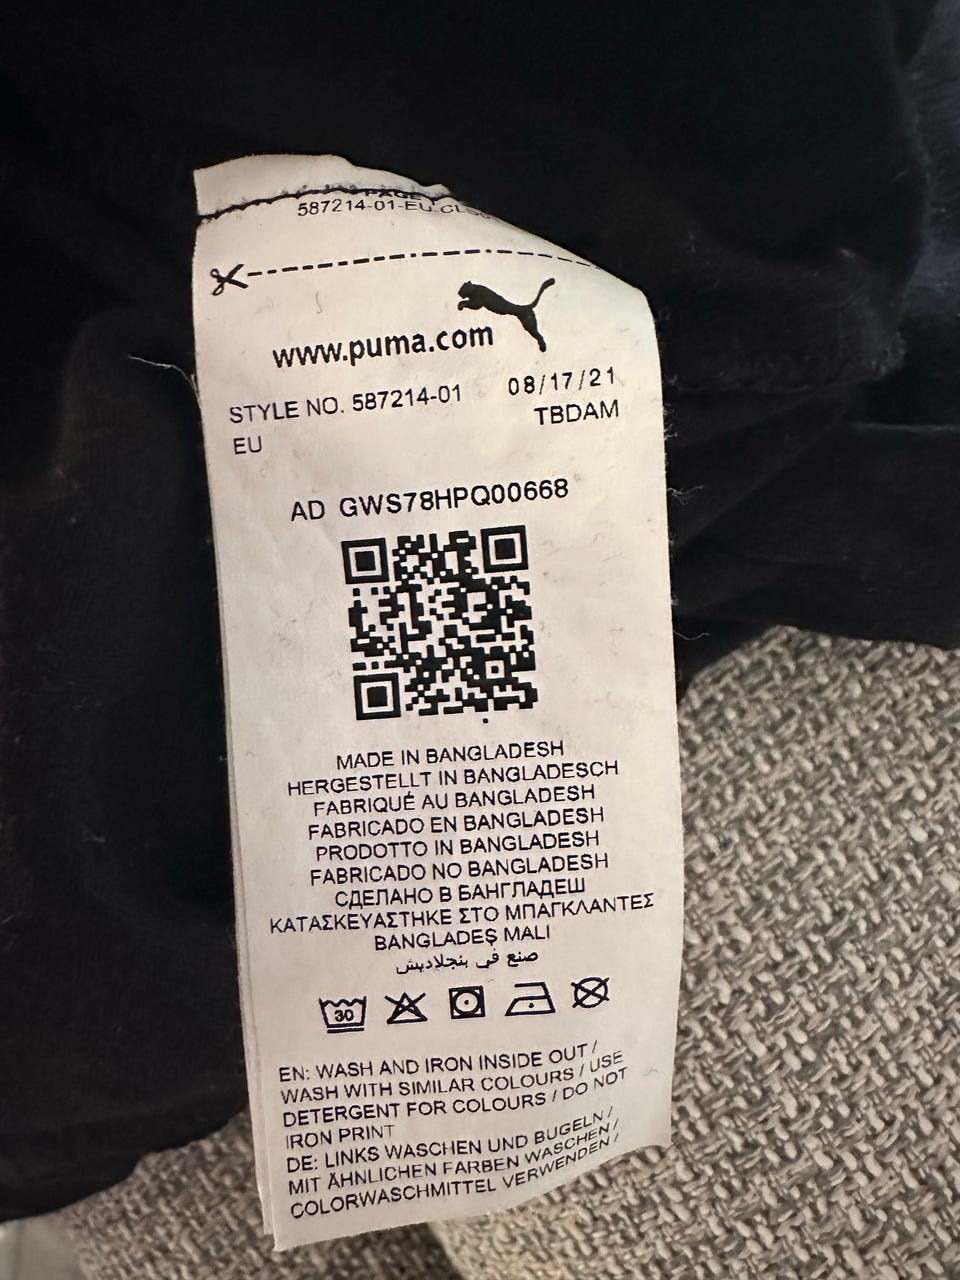 587214-01-EU
www.puma.com
STYLE NO. 587214-01 08/17/21
EU TBDAM
AD GWS78HPQ00668
MADE IN BANGLADESH
HERGESTELLT IN BANGLADESCH
FABRIQUÉ AU BANGLADESH
FABRICADO EN BANGLADESH
PRODOTTO IN BANGLADESH
FABRICADO NO BANGLADESH
СДЕЛАНО В БАНГЛАДЕШ
ΚΑΤΑΣΚΕΥΑΣΤΗΚΕ ΣΤΟ ΜΠΑΓΚΛΑΝΤΕΣ
BANGLADEŞ MALI
صنع في بنجلاديش
30
EN: WASH AND IRON INSIDE OUT /
WASH WITH SIMILAR COLOURS / USE
DETERGENT FOR COLOURS / DO NOT
IRON PRINT
DE: LINKS WASCHEN UND BUGELN /
MIT ÄHNLICHEN FARBEN WASCHEN /
COLORWASCHMITTEL VERWENDEN /